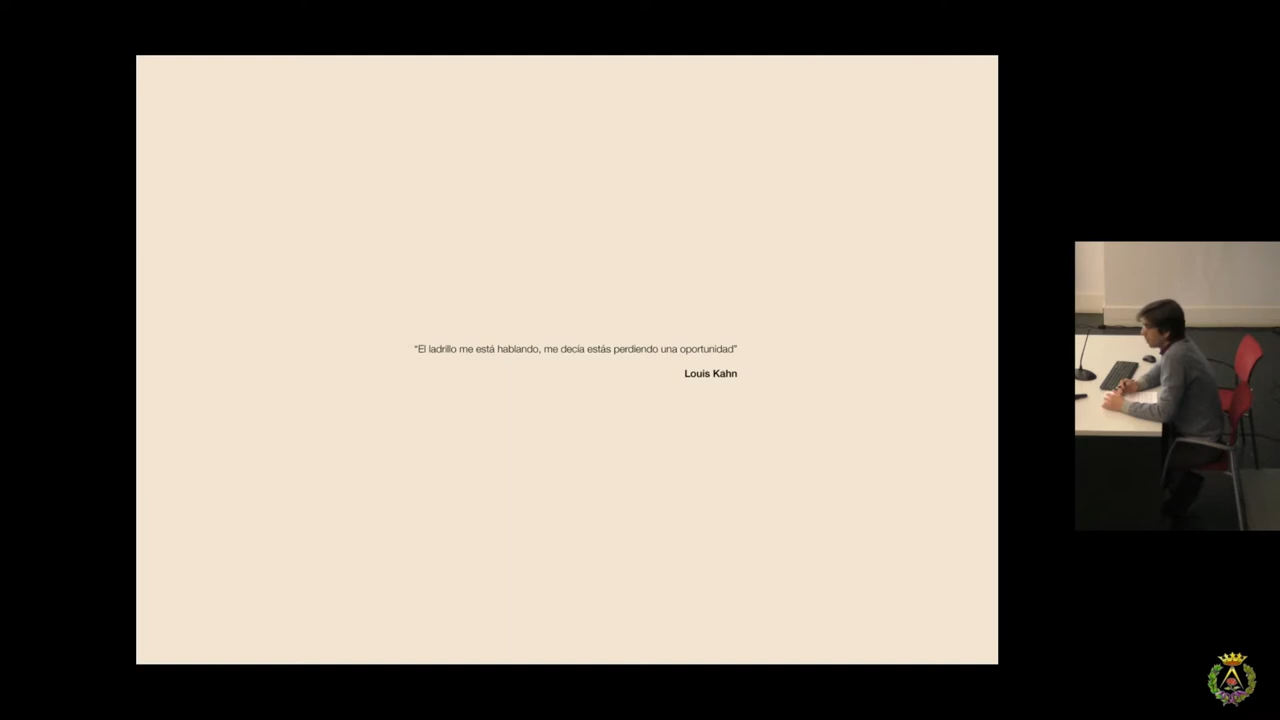 “El ladrillo me está hablando, me decía estás perdiendo una oportunidad”
Louis Kahn